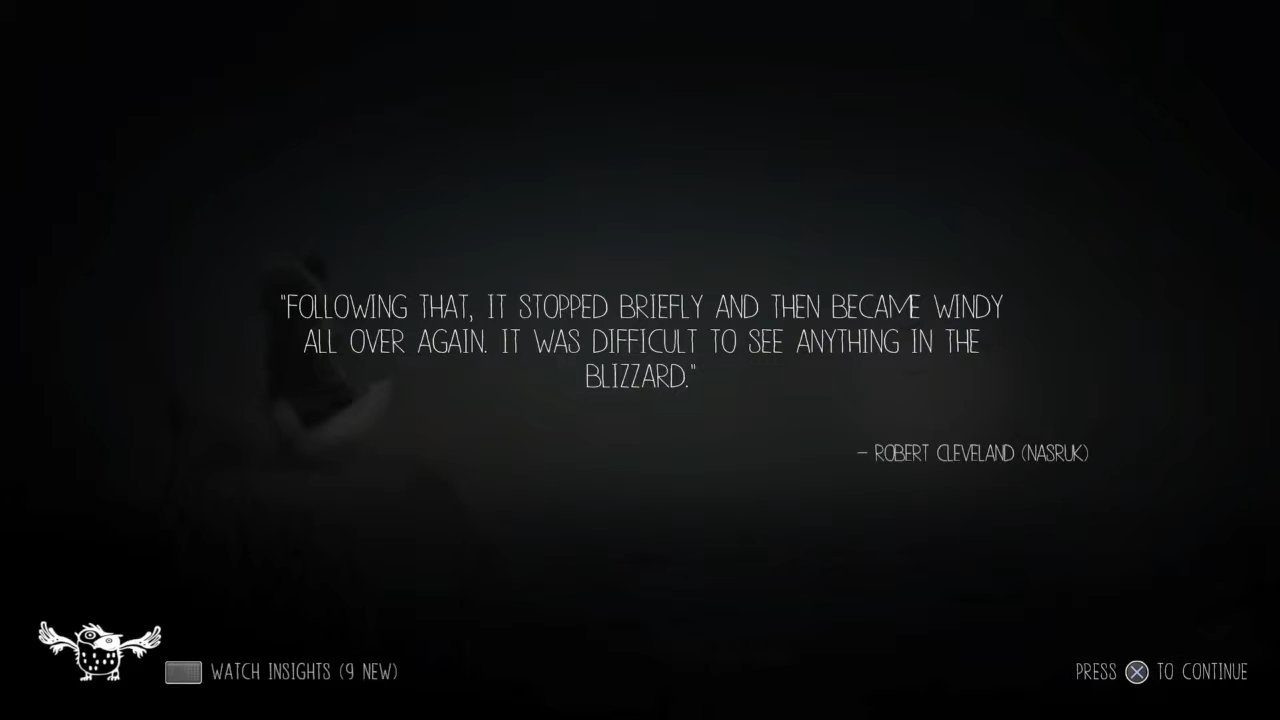 "FOLLOWING THAT, IT STOPPED BRIEFLY AND THEN BECAME WINDY
ALL OVER AGAIN. IT WAS DIFFICULT TO SEE ANYTHING IN THE
BLIZZARD."
– ROBERT CLEVELAND (NASRUK)
WATCH INSIGHTS (9 NEW)
PRESS TO CONTINUE